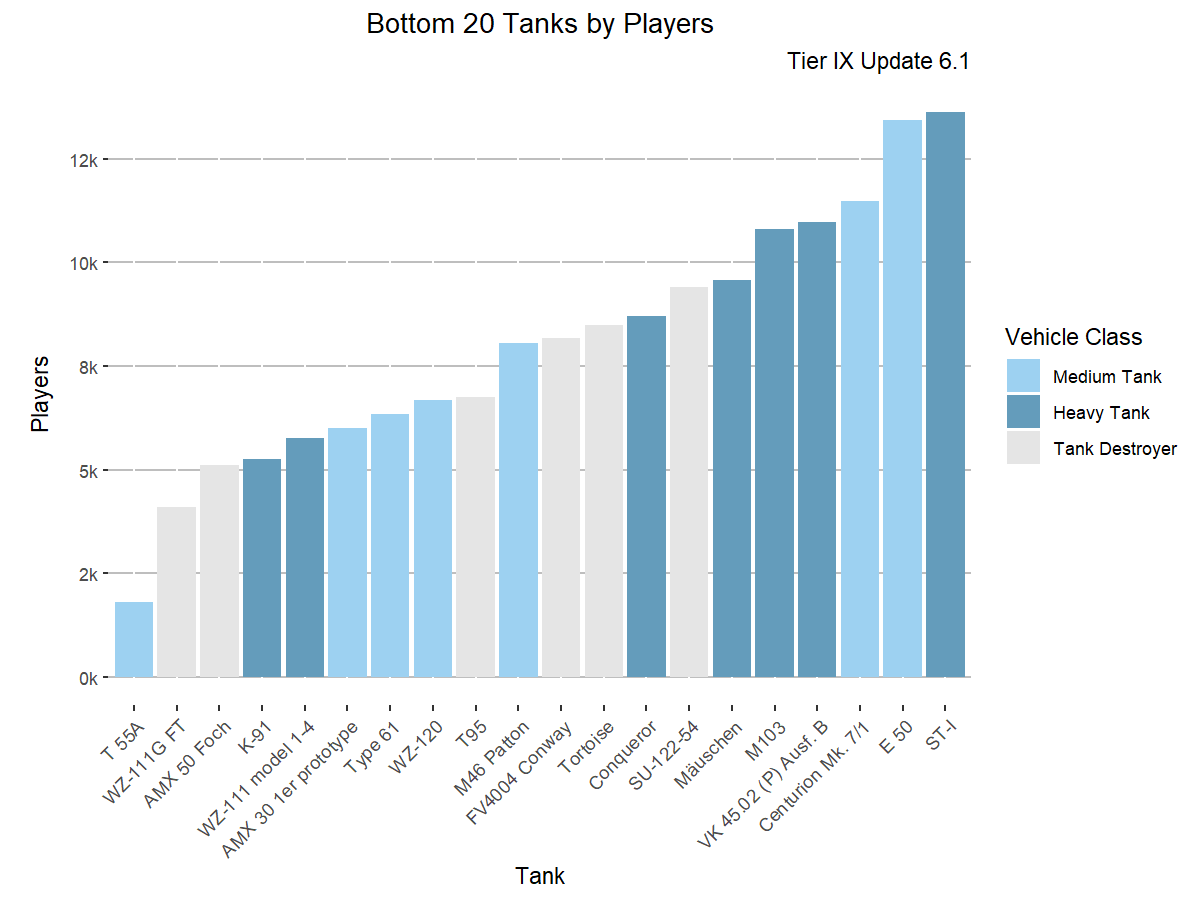 Bottom 20 Tanks by Players
Tier IX Update 6.1
Players
12k
10k
8k
5k
2k
0k
T 55A
WZ-111G FT
AMX 50 Foch
K-91
WZ-111 model 1-4
AMX 30 1er prototype
Type 61
WZ-120
T95
M46 Patton
FV4004 Conway
Tortoise
Conqueror
SU-122-54
Mäuschen
M103
VK 45.02 (P) Ausf. B
Centurion Mk. 7/1
E 50
ST-I
Tank
Vehicle Class
Medium Tank
Heavy Tank
Tank Destroyer